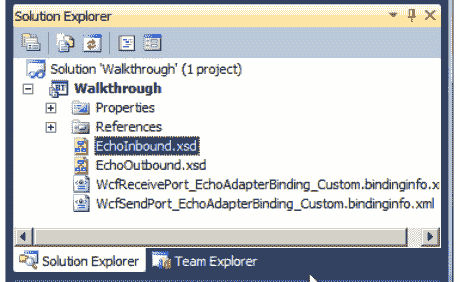 Solution Explorer
Solution 'Walkthrough' (1 project)
Walkthrough
Properties
References
EchoInbound.xsd
EchoOutbound.xsd
WcfReceivePort_EchoAdapterBinding_Custom.bindinginfo.x
WcfSendPort_EchoAdapterBinding_Custom.bindinginfo.xml
Solution Explorer Team Explorer